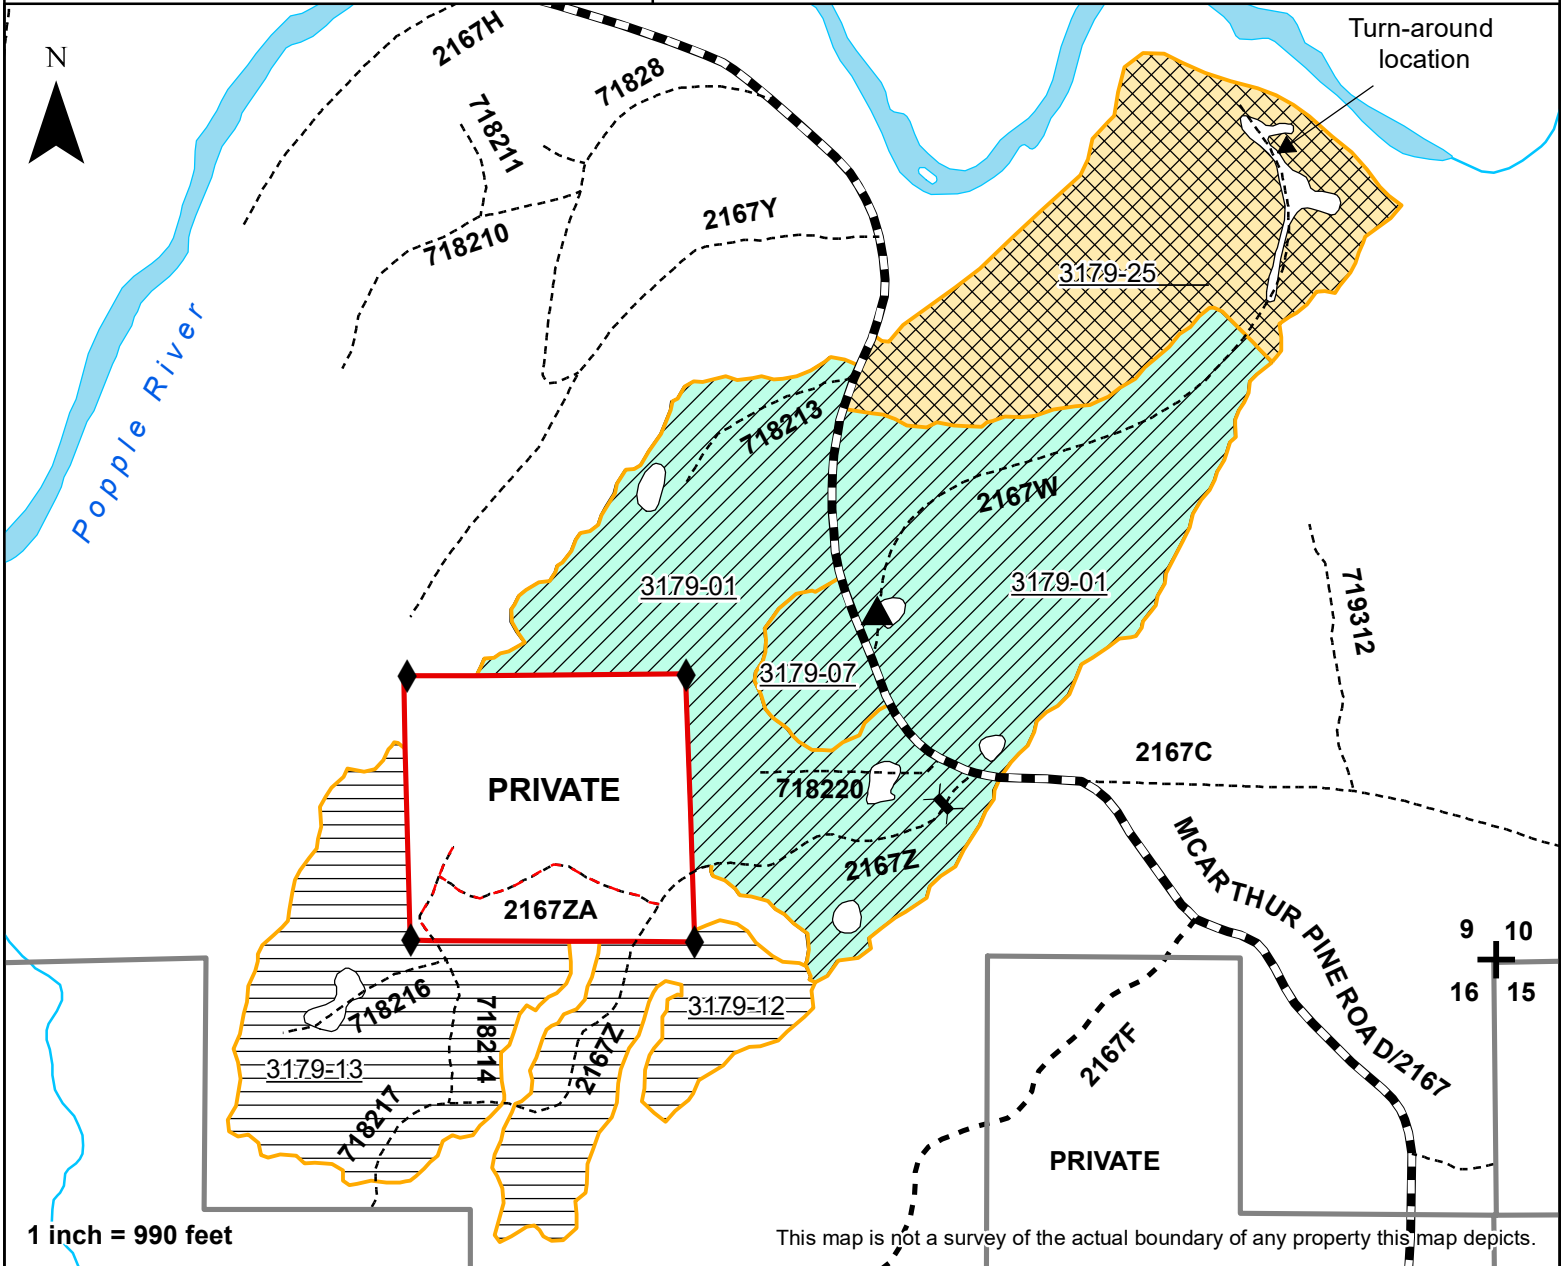 Turn-around
location
N
2167H
71828
718211
2167Y
718210
3179-25
Popple River
718213
2167W
3179-01
3179-01
719312
3179-07
2167C
PRIVATE
718220
MCARTHUR PINE ROAD/2167
2167Z
2167ZA
9 10
16 15
718216
3179-12
718214
2167Z
2167F
3179-13
718217
PRIVATE
1 inch = 990 feet
This map is not a survey of the actual boundary of any property this map depicts.